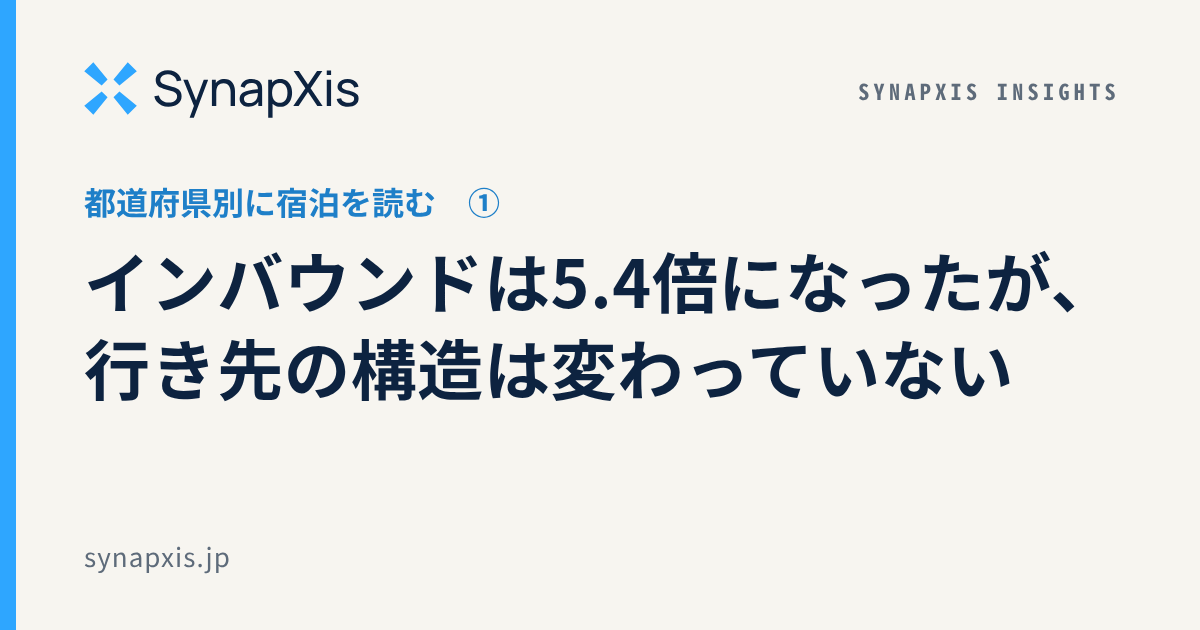 SynapXis
SYNAPXIS INSIGHTS
都道府県別に宿泊を読む ①
インバウンドは5.4倍になったが、
行き先の構造は変わっていない
synapxis.jp